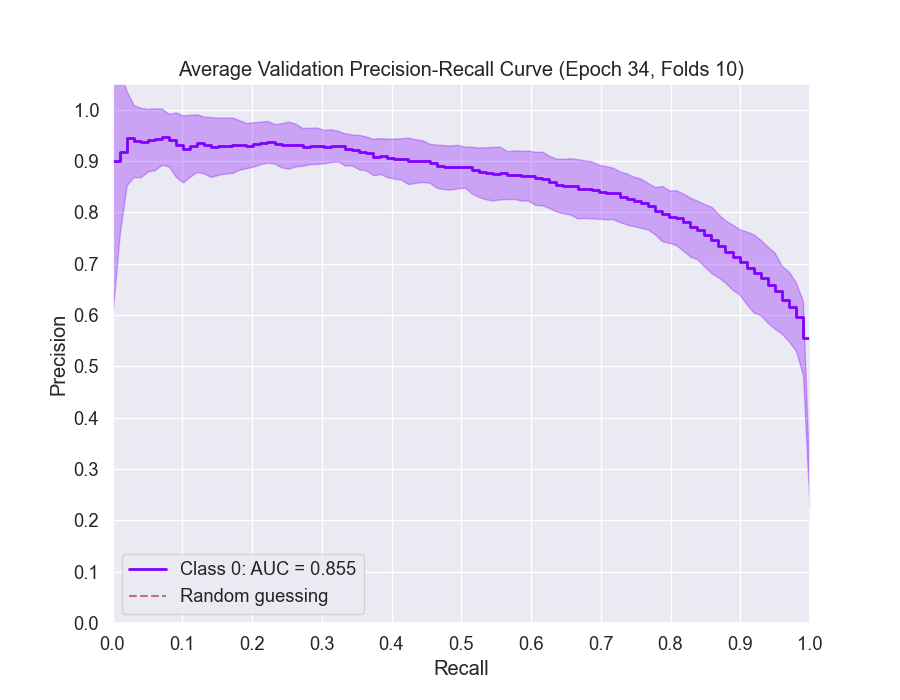 Average Validation Precision-Recall Curve (Epoch 34, Folds 10)
1.0
0.9
0.8
0.7
0.6
0.5
0.4
0.3
0.2
0.1
0.0
Precision
Class 0: AUC = 0.855
Random guessing
0.0 0.1 0.2 0.3 0.4 0.5 0.6 0.7 0.8 0.9 1.0
Recall